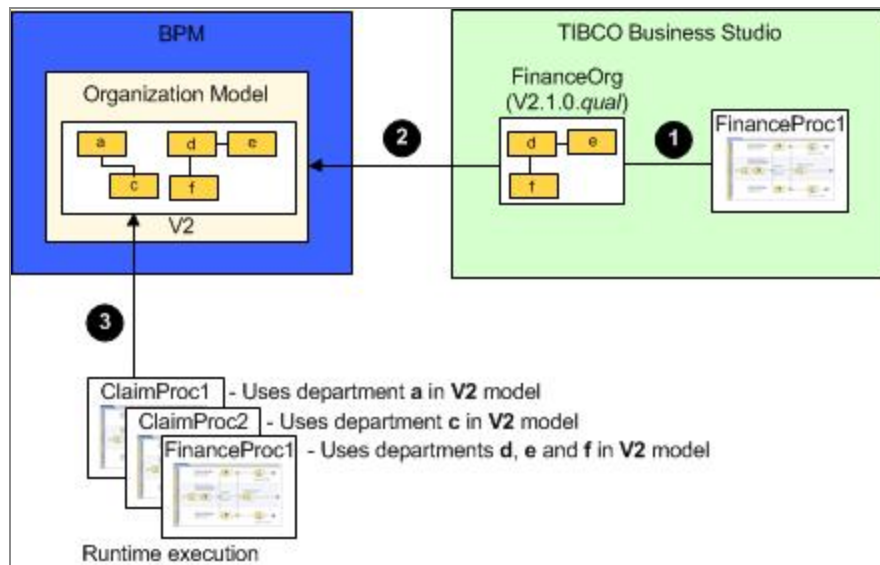 BPM
Organization Model
a
d
e
c
f
V2
2
TIBCO Business Studio
FinanceOrg
(V2.1.0.qual)
d
e
f
1
FinanceProc1
3
ClaimProc1 - Uses department a in V2 model
ClaimProc2 - Uses department c in V2 model
FinanceProc1 - Uses departments d, e and f in V2 model
Runtime execution